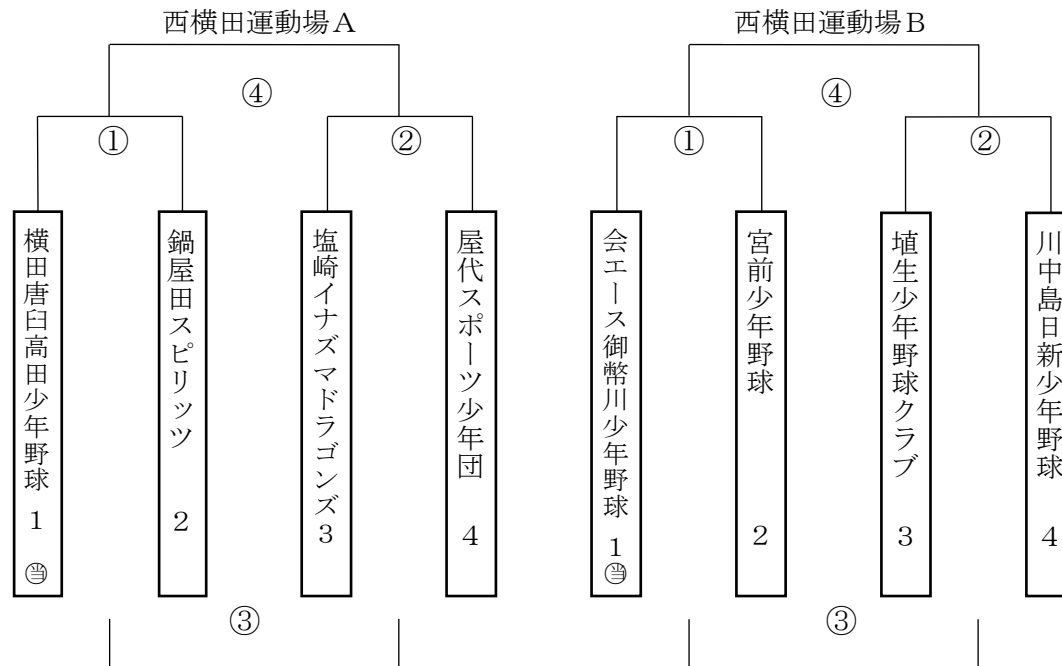 西横田運動場A
④
①
②
横田唐臼高田少年野球 1 ㊜
鍋屋田スピリッツ 2
塩崎イナズマドラゴンズ 3
屋代スポーツ少年団 4
③
西横田運動場B
④
①
②
会エース御幣川少年野球 1 当
宮前少年野球 2
埴生少年野球クラブ 3
川中島日新少年野球 4
③